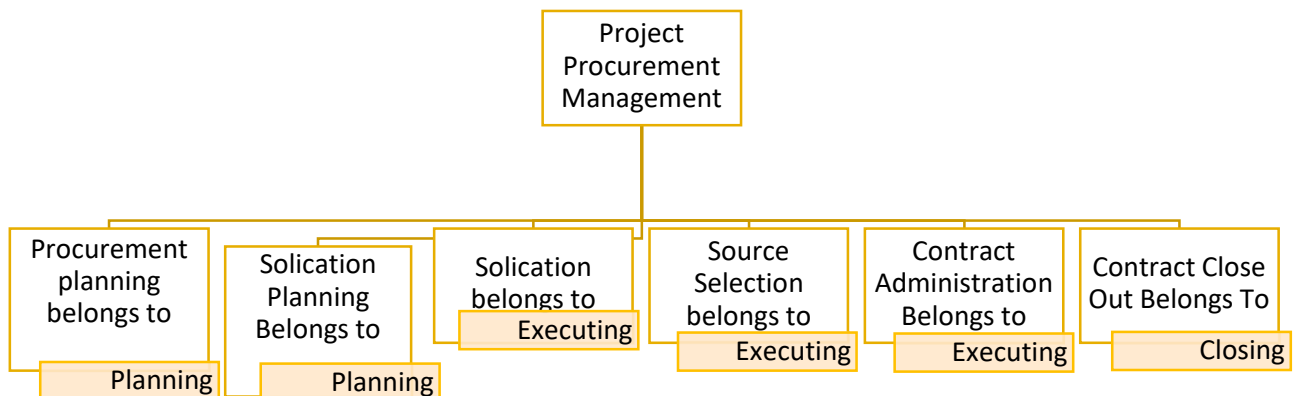 Project
Procurement
Management
Procurement
planning
belongs to
Planning
Solication
Planning
Belongs to
Planning
Solication
belongs to
Executing
Source
Selection
belongs to
Executing
Contract
Administration
Belongs to
Executing
Contract Close
Out Belongs To
Closing